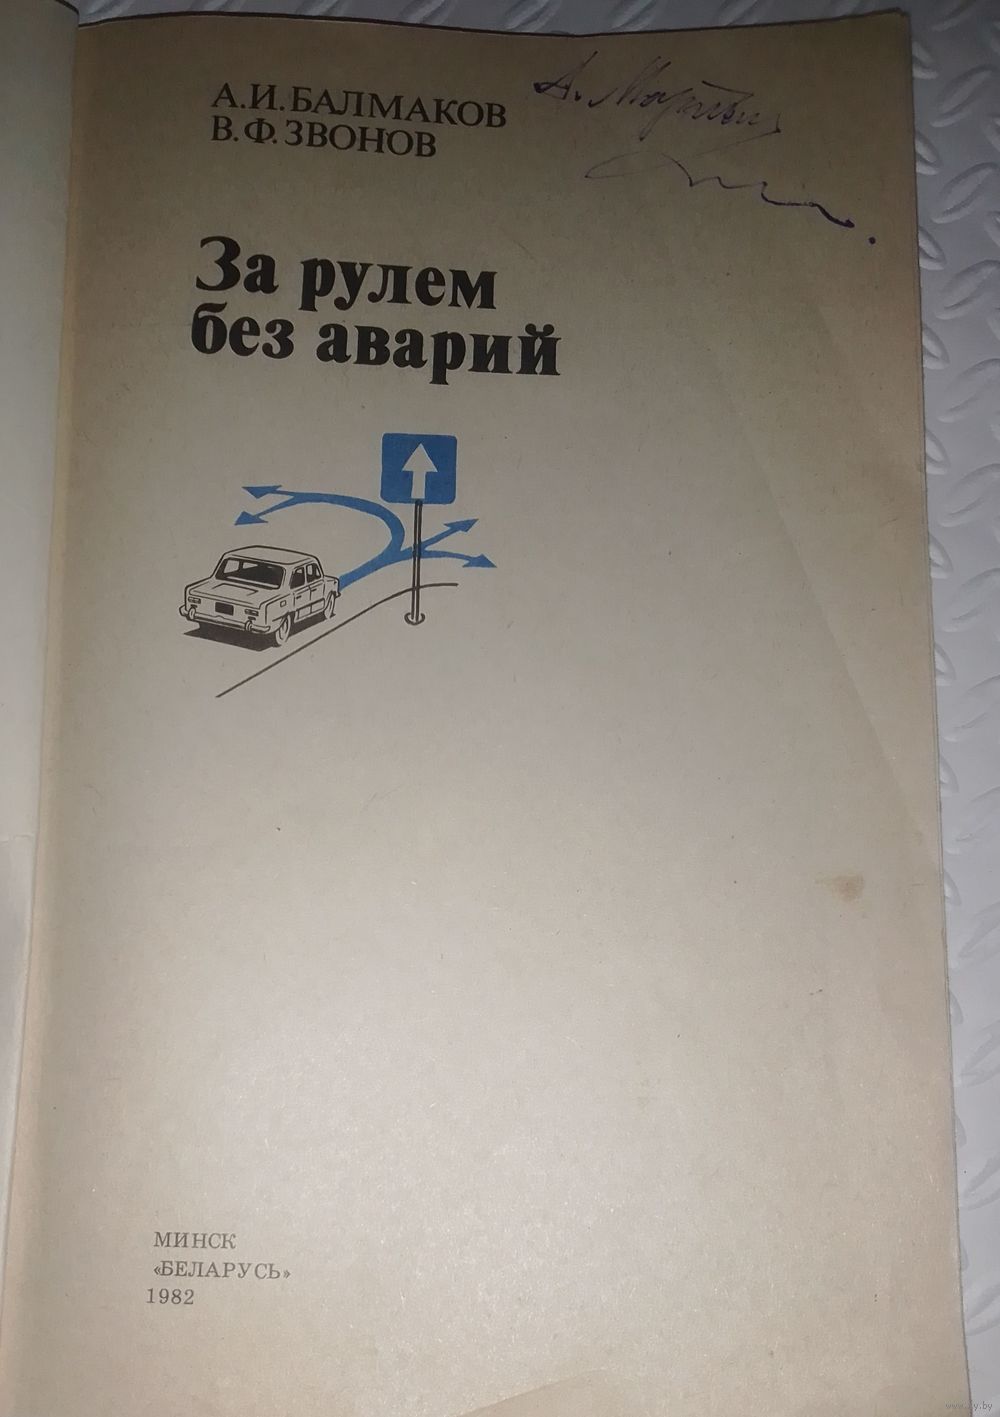 А.И.БАЛМАКОВ
В.Ф.ЗВОНОВ
За рулем
без аварий
МИНСК
«БЕЛАРУСЬ»
1982